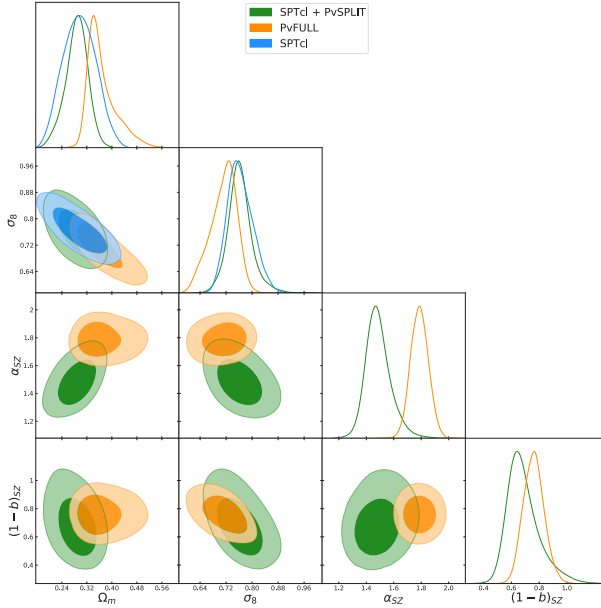 SPTcl + PvSPLIT
PvFULL
SPTcl
0.96
0.88
0.80
0.72
0.64
σ8
2.0
1.8
1.6
1.4
1.2
αSZ
1
0.8
0.6
0.4
(1 − b)SZ
0.24 0.32 0.40 0.48 0.56
Ωm
0.64 0.72 0.80 0.88 0.96
σ8
1.2 1.4 1.6 1.8 2.0
αSZ
0.4 0.6 0.8 1.0
(1 − b)SZ